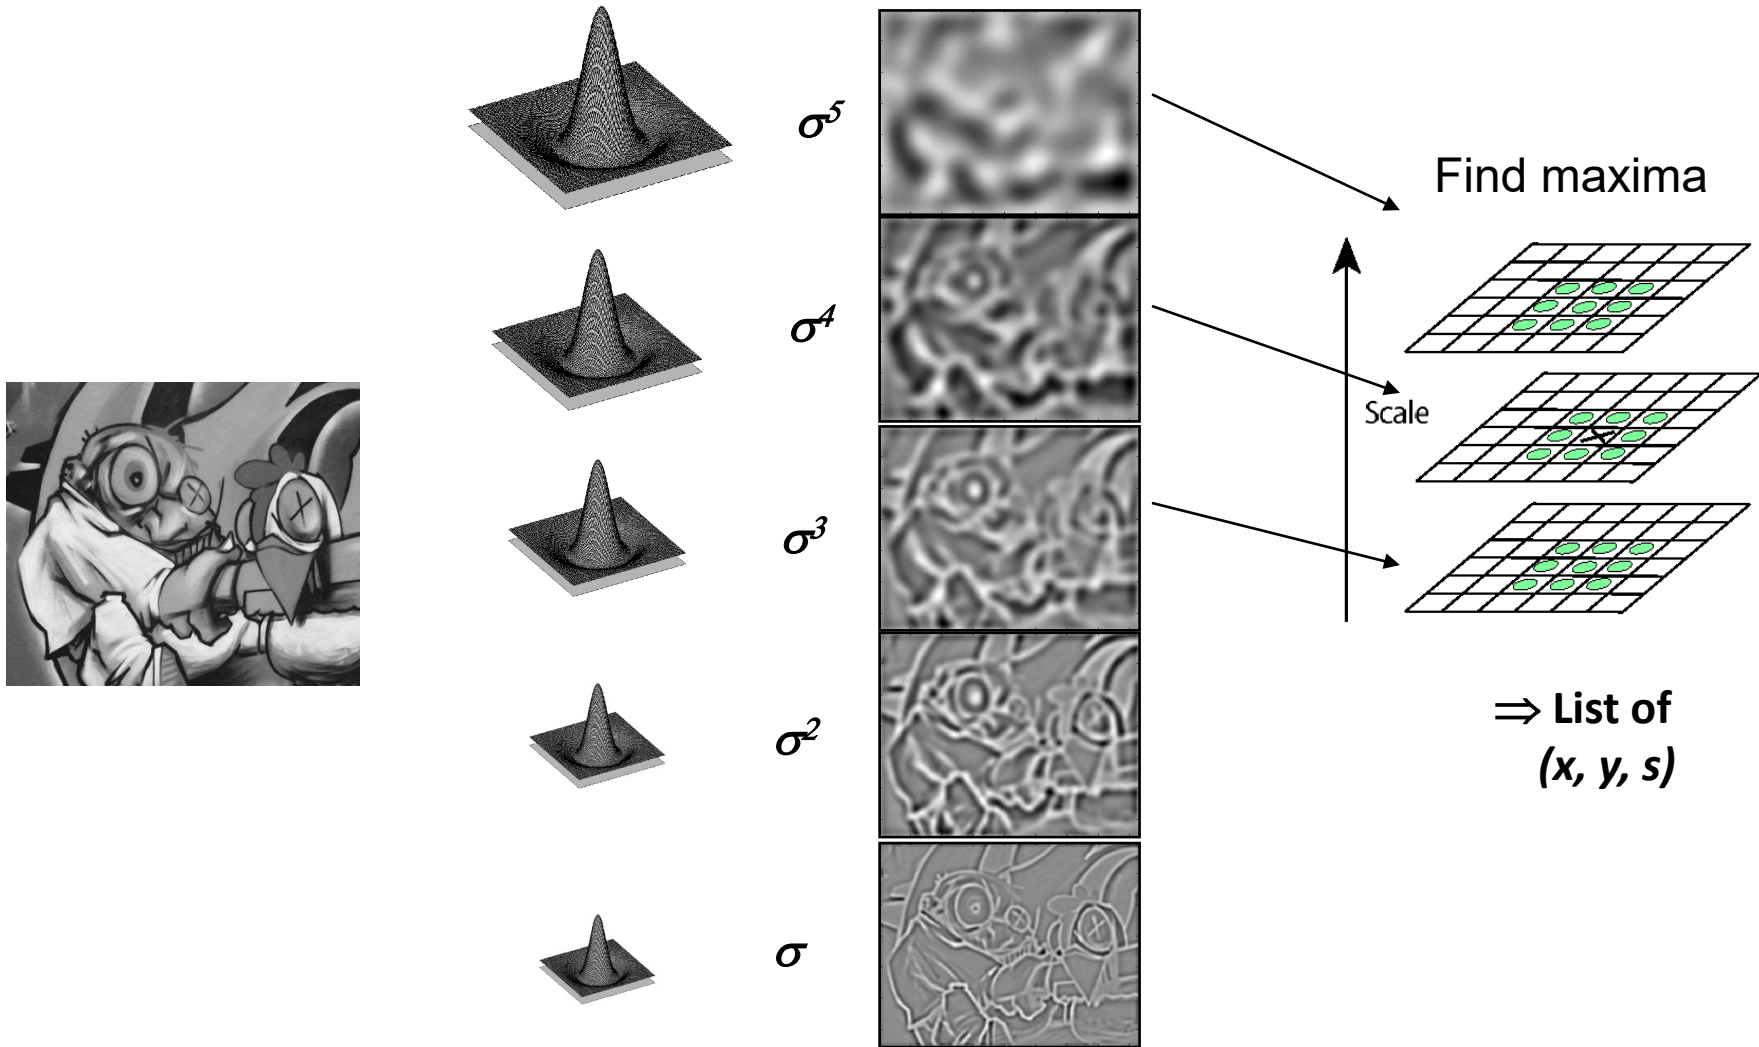 σ⁵
Find maxima
σ⁴
Scale
σ³
σ²
⇒ List of
(x, y, s)
σ